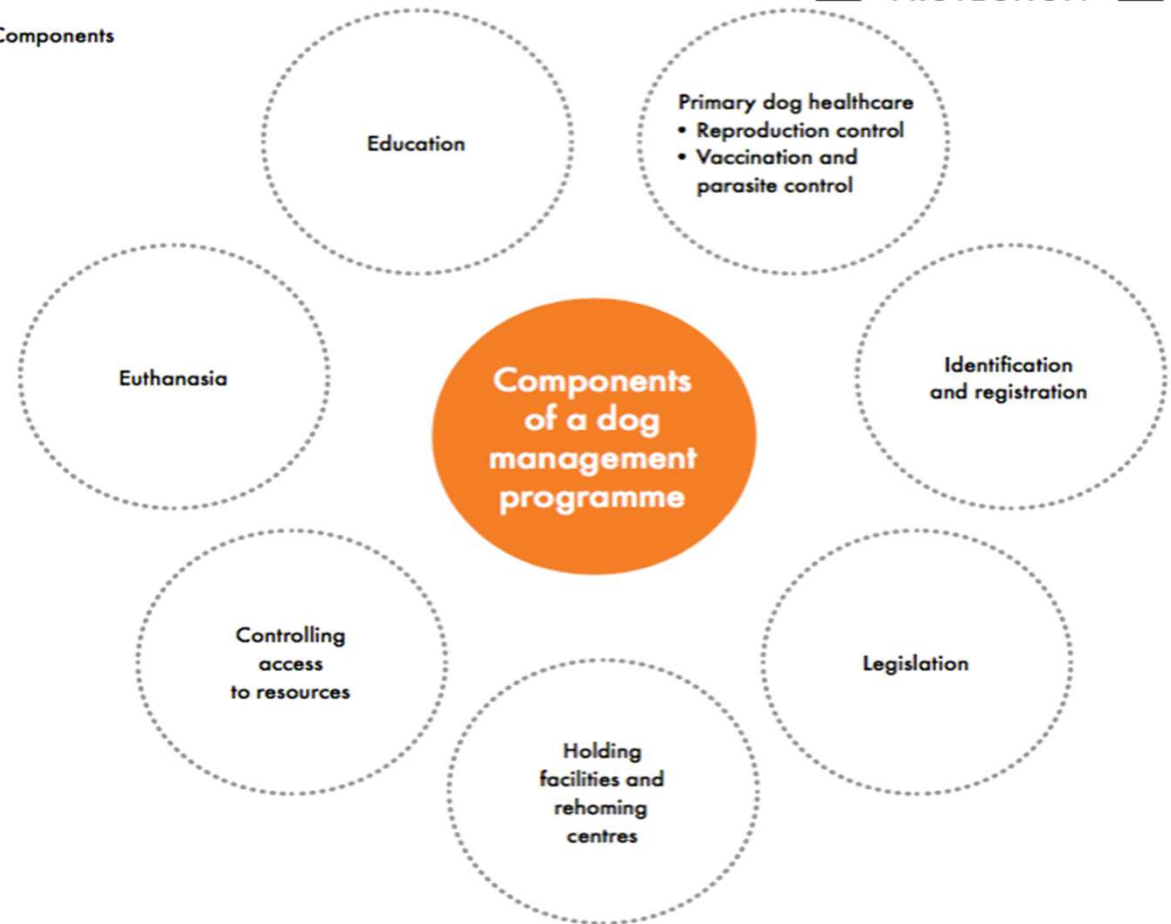 Components
Education
Primary dog healthcare
• Reproduction control
• Vaccination and
parasite control
Euthanasia
Identification
and registration
Components
of a dog
management
programme
Controlling
access
to resources
Legislation
Holding
facilities and
rehoming
centres